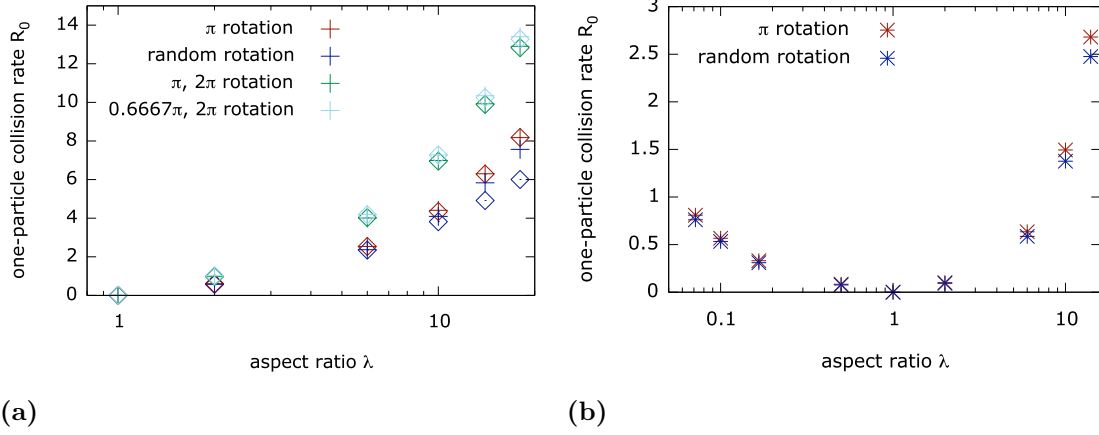 one-particle collision rate R0
14
12
10
8
6
4
2
0
π rotation
random rotation
π, 2π rotation
0.6667π, 2π rotation
1
10
aspect ratio λ
(a)
one-particle collision rate R0
3
2.5
2
1.5
1
0.5
0
π rotation
random rotation
0.1
1
10
aspect ratio λ
(b)